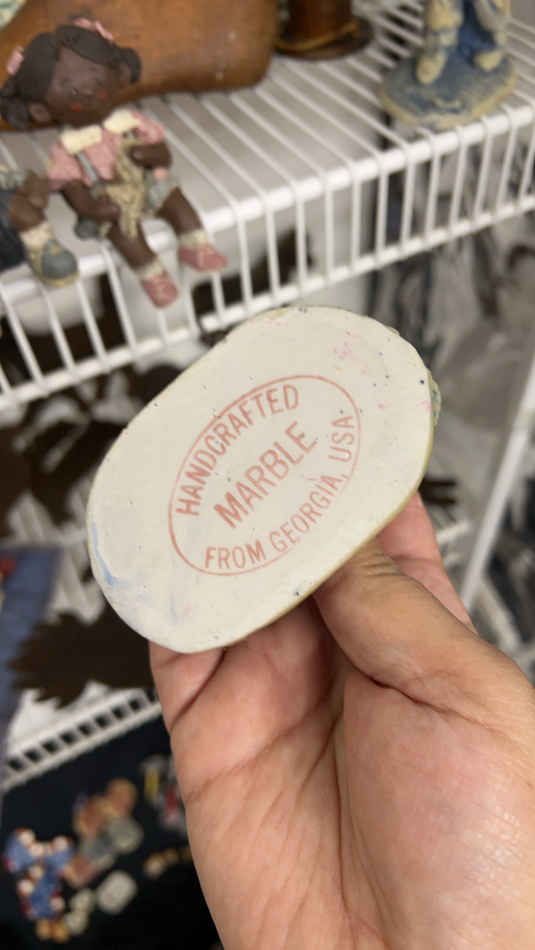 HANDCRAFTED
MARBLE
FROM GEORGIA, USA